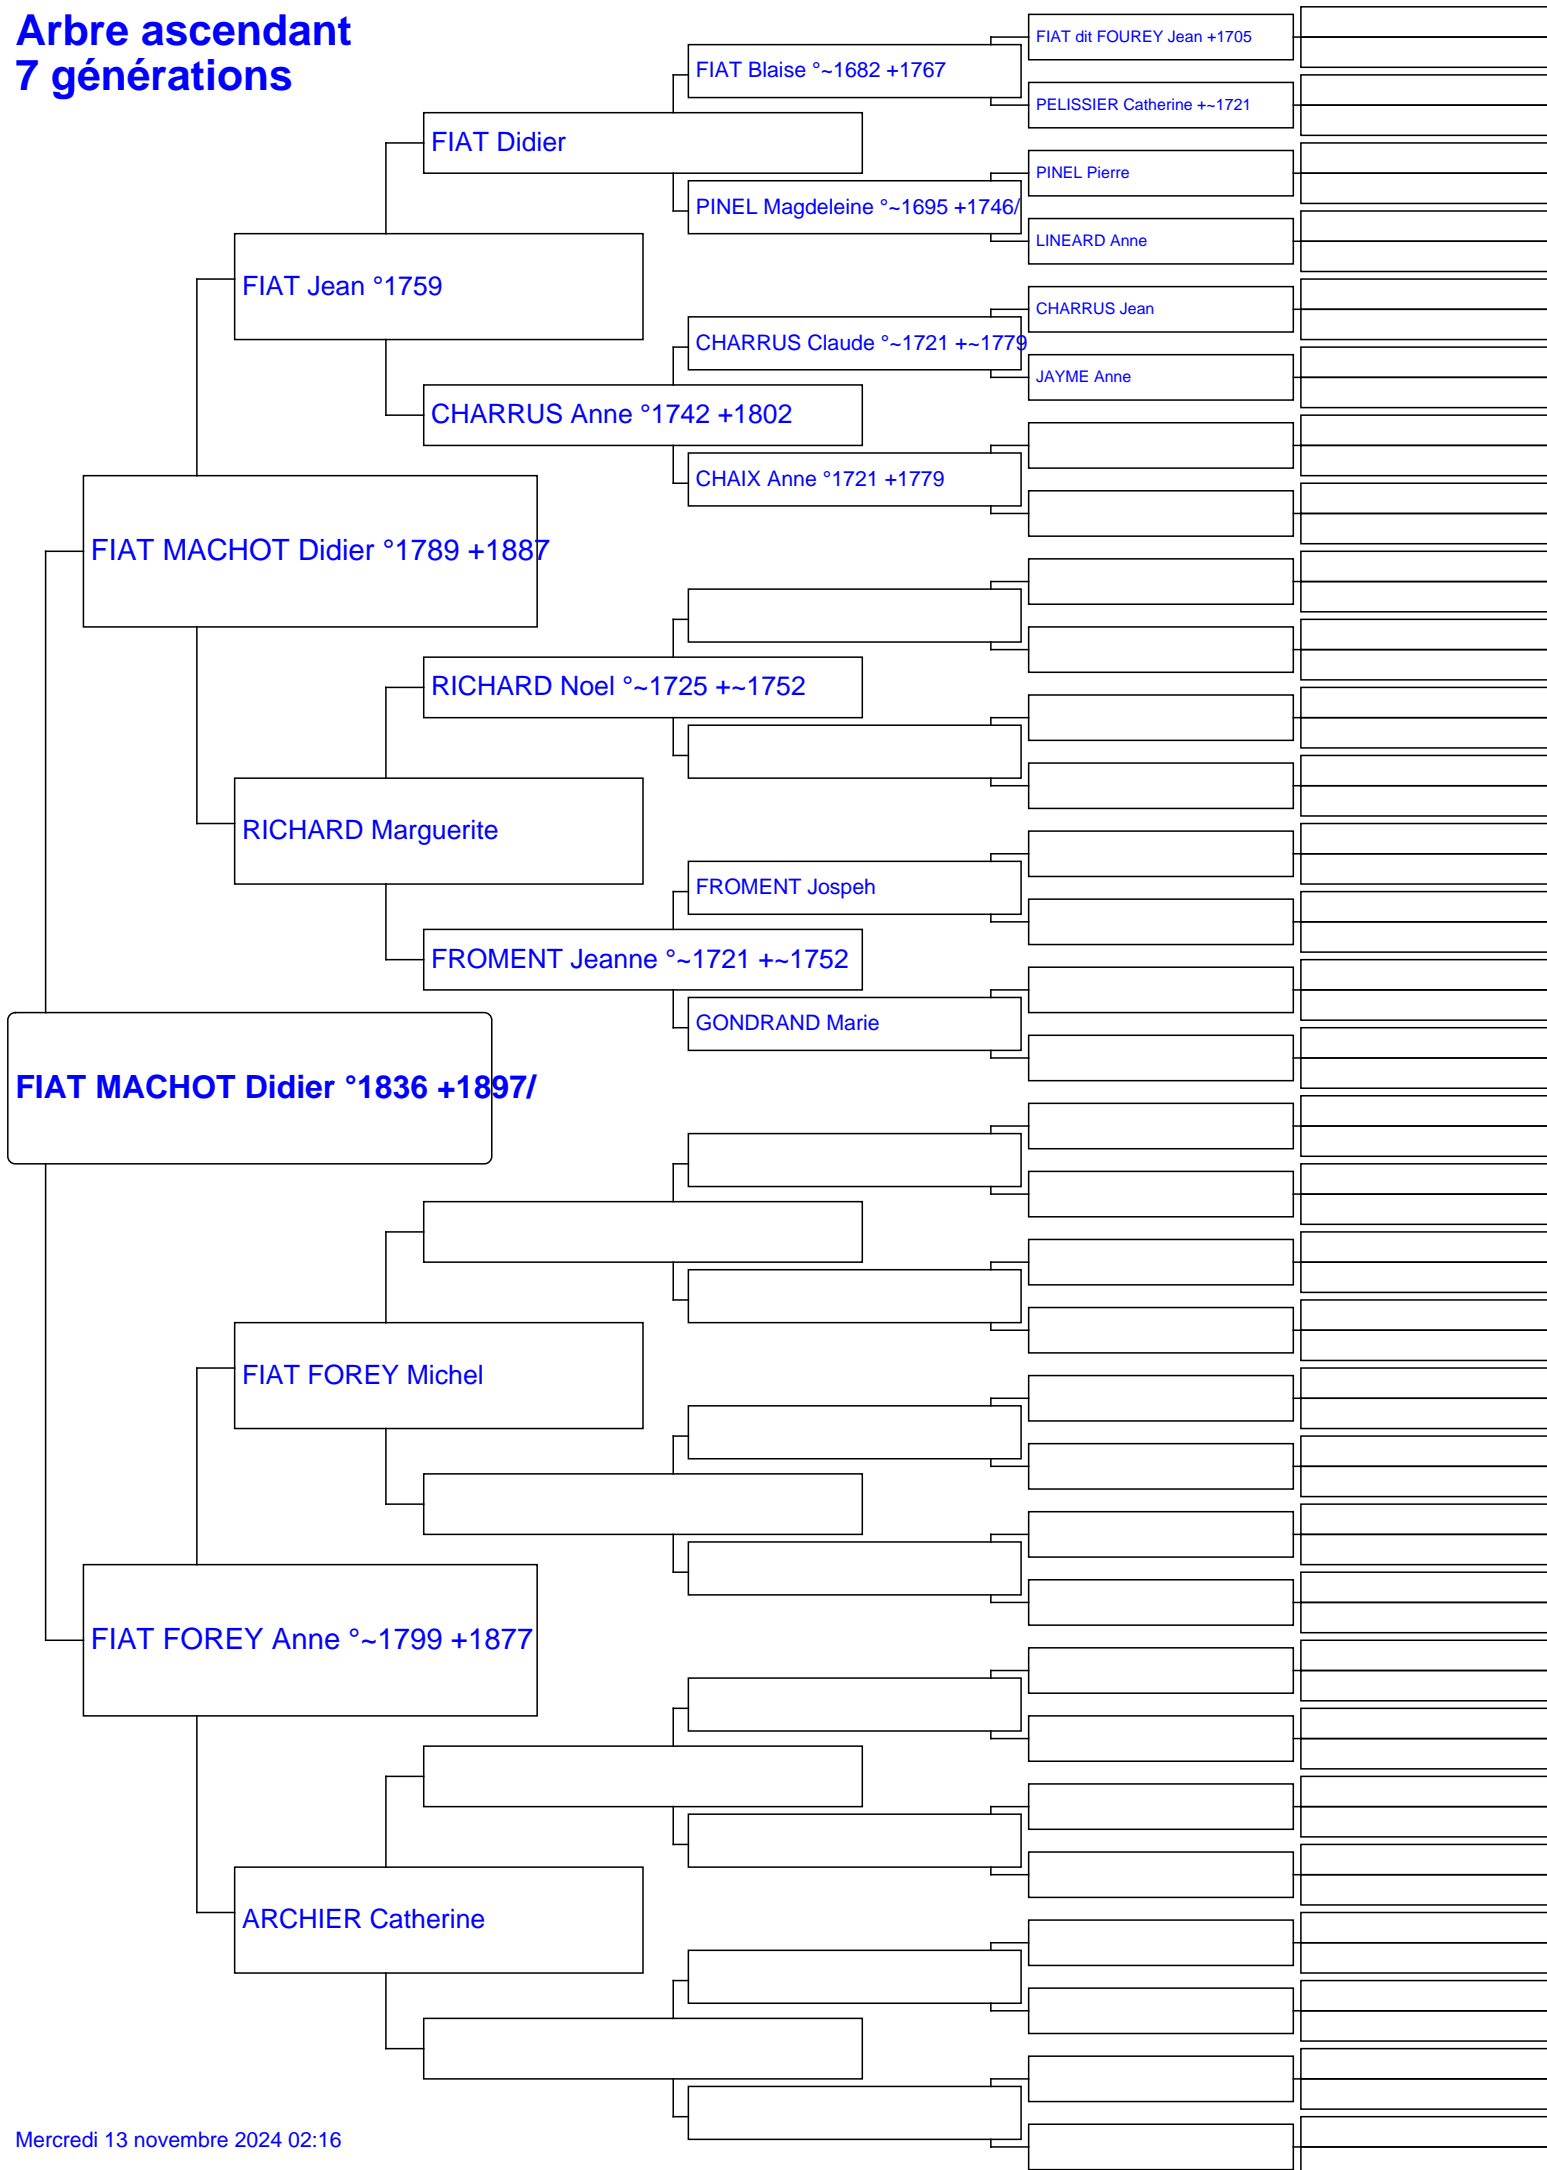 Arbre ascendant
7 générations
FIAT dit FOUREY Jean +1705
FIAT Blaise °~1682 +1767
PELISSIER Catherine +~1721
FIAT Didier
PINEL Pierre
PINEL Magdeleine °~1695 +1746/
LINEARD Anne
FIAT Jean °1759
CHARRUS Jean
CHARRUS Claude °~1721 +~1779
JAYME Anne
CHARRUS Anne °1742 +1802
CHAIX Anne °1721 +1779
FIAT MACHOT Didier °1789 +1887
RICHARD Noel °~1725 +~1752
RICHARD Marguerite
FROMENT Jospeh
FROMENT Jeanne °~1721 +~1752
GONDRAND Marie
FIAT MACHOT Didier °1836 +1897/
FIAT FOREY Michel
FIAT FOREY Anne °~1799 +1877
ARCHIER Catherine
Mercredi 13 novembre 2024 02:16